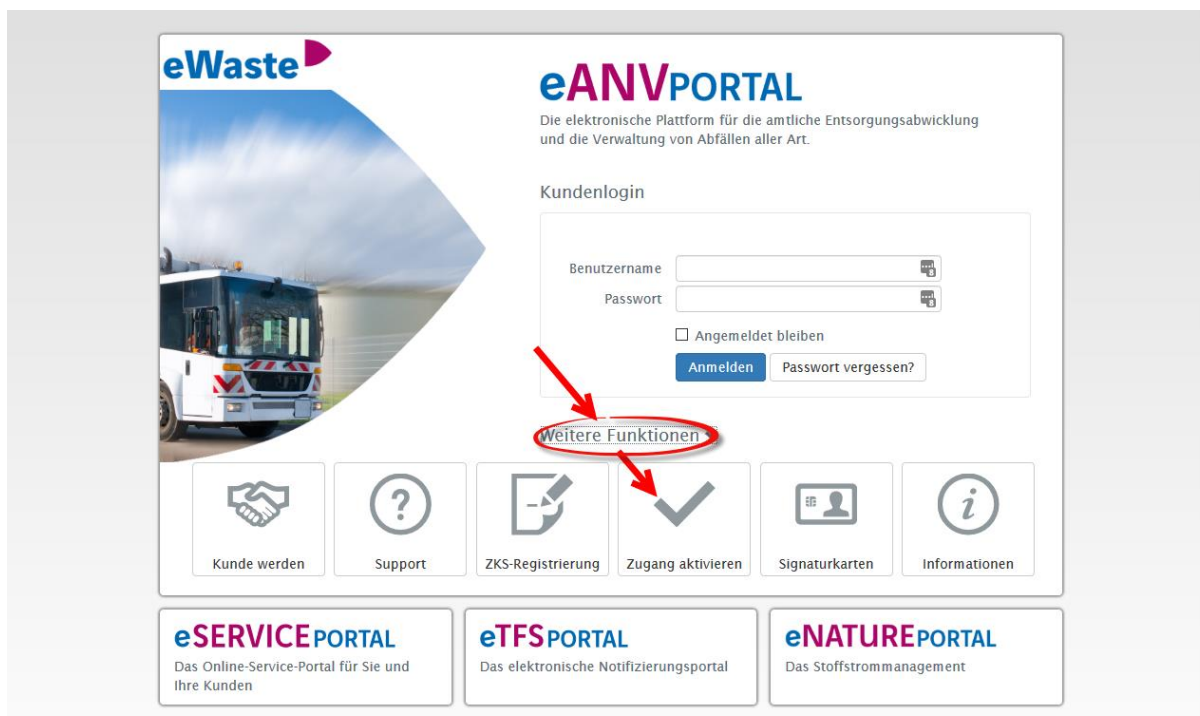 eWaste
eANVPORTAL
Die elektronische Plattform für die amtliche Entsorgungsabwicklung
und die Verwaltung von Abfällen aller Art.
Kundenlogin
Benutzername
Passwort
Angemeldet bleiben
Anmelden Passwort vergessen?
Weitere Funktionen
Kunde werden Support ZKS-Registrierung Zugang aktivieren Signaturkarten Informationen
eSERVICEPORTAL
Das Online-Service-Portal für Sie und
Ihre Kunden
eTFSPORTAL
Das elektronische Notifizierungsportal
eNATUREPORTAL
Das Stoffstrommanagement